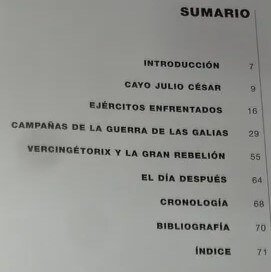 SUMARIO
INTRODUCCIÓN 7
CAYO JULIO CÉSAR 9
EJÉRCITOS ENFRENTADOS 16
CAMPAÑAS DE LA GUERRA DE LAS GALIAS 29
VERCINGÉTORIX Y LA GRAN REBELIÓN 55
EL DÍA DESPUÉS 64
CRONOLOGÍA 68
BIBLIOGRAFÍA 70
ÍNDICE 71